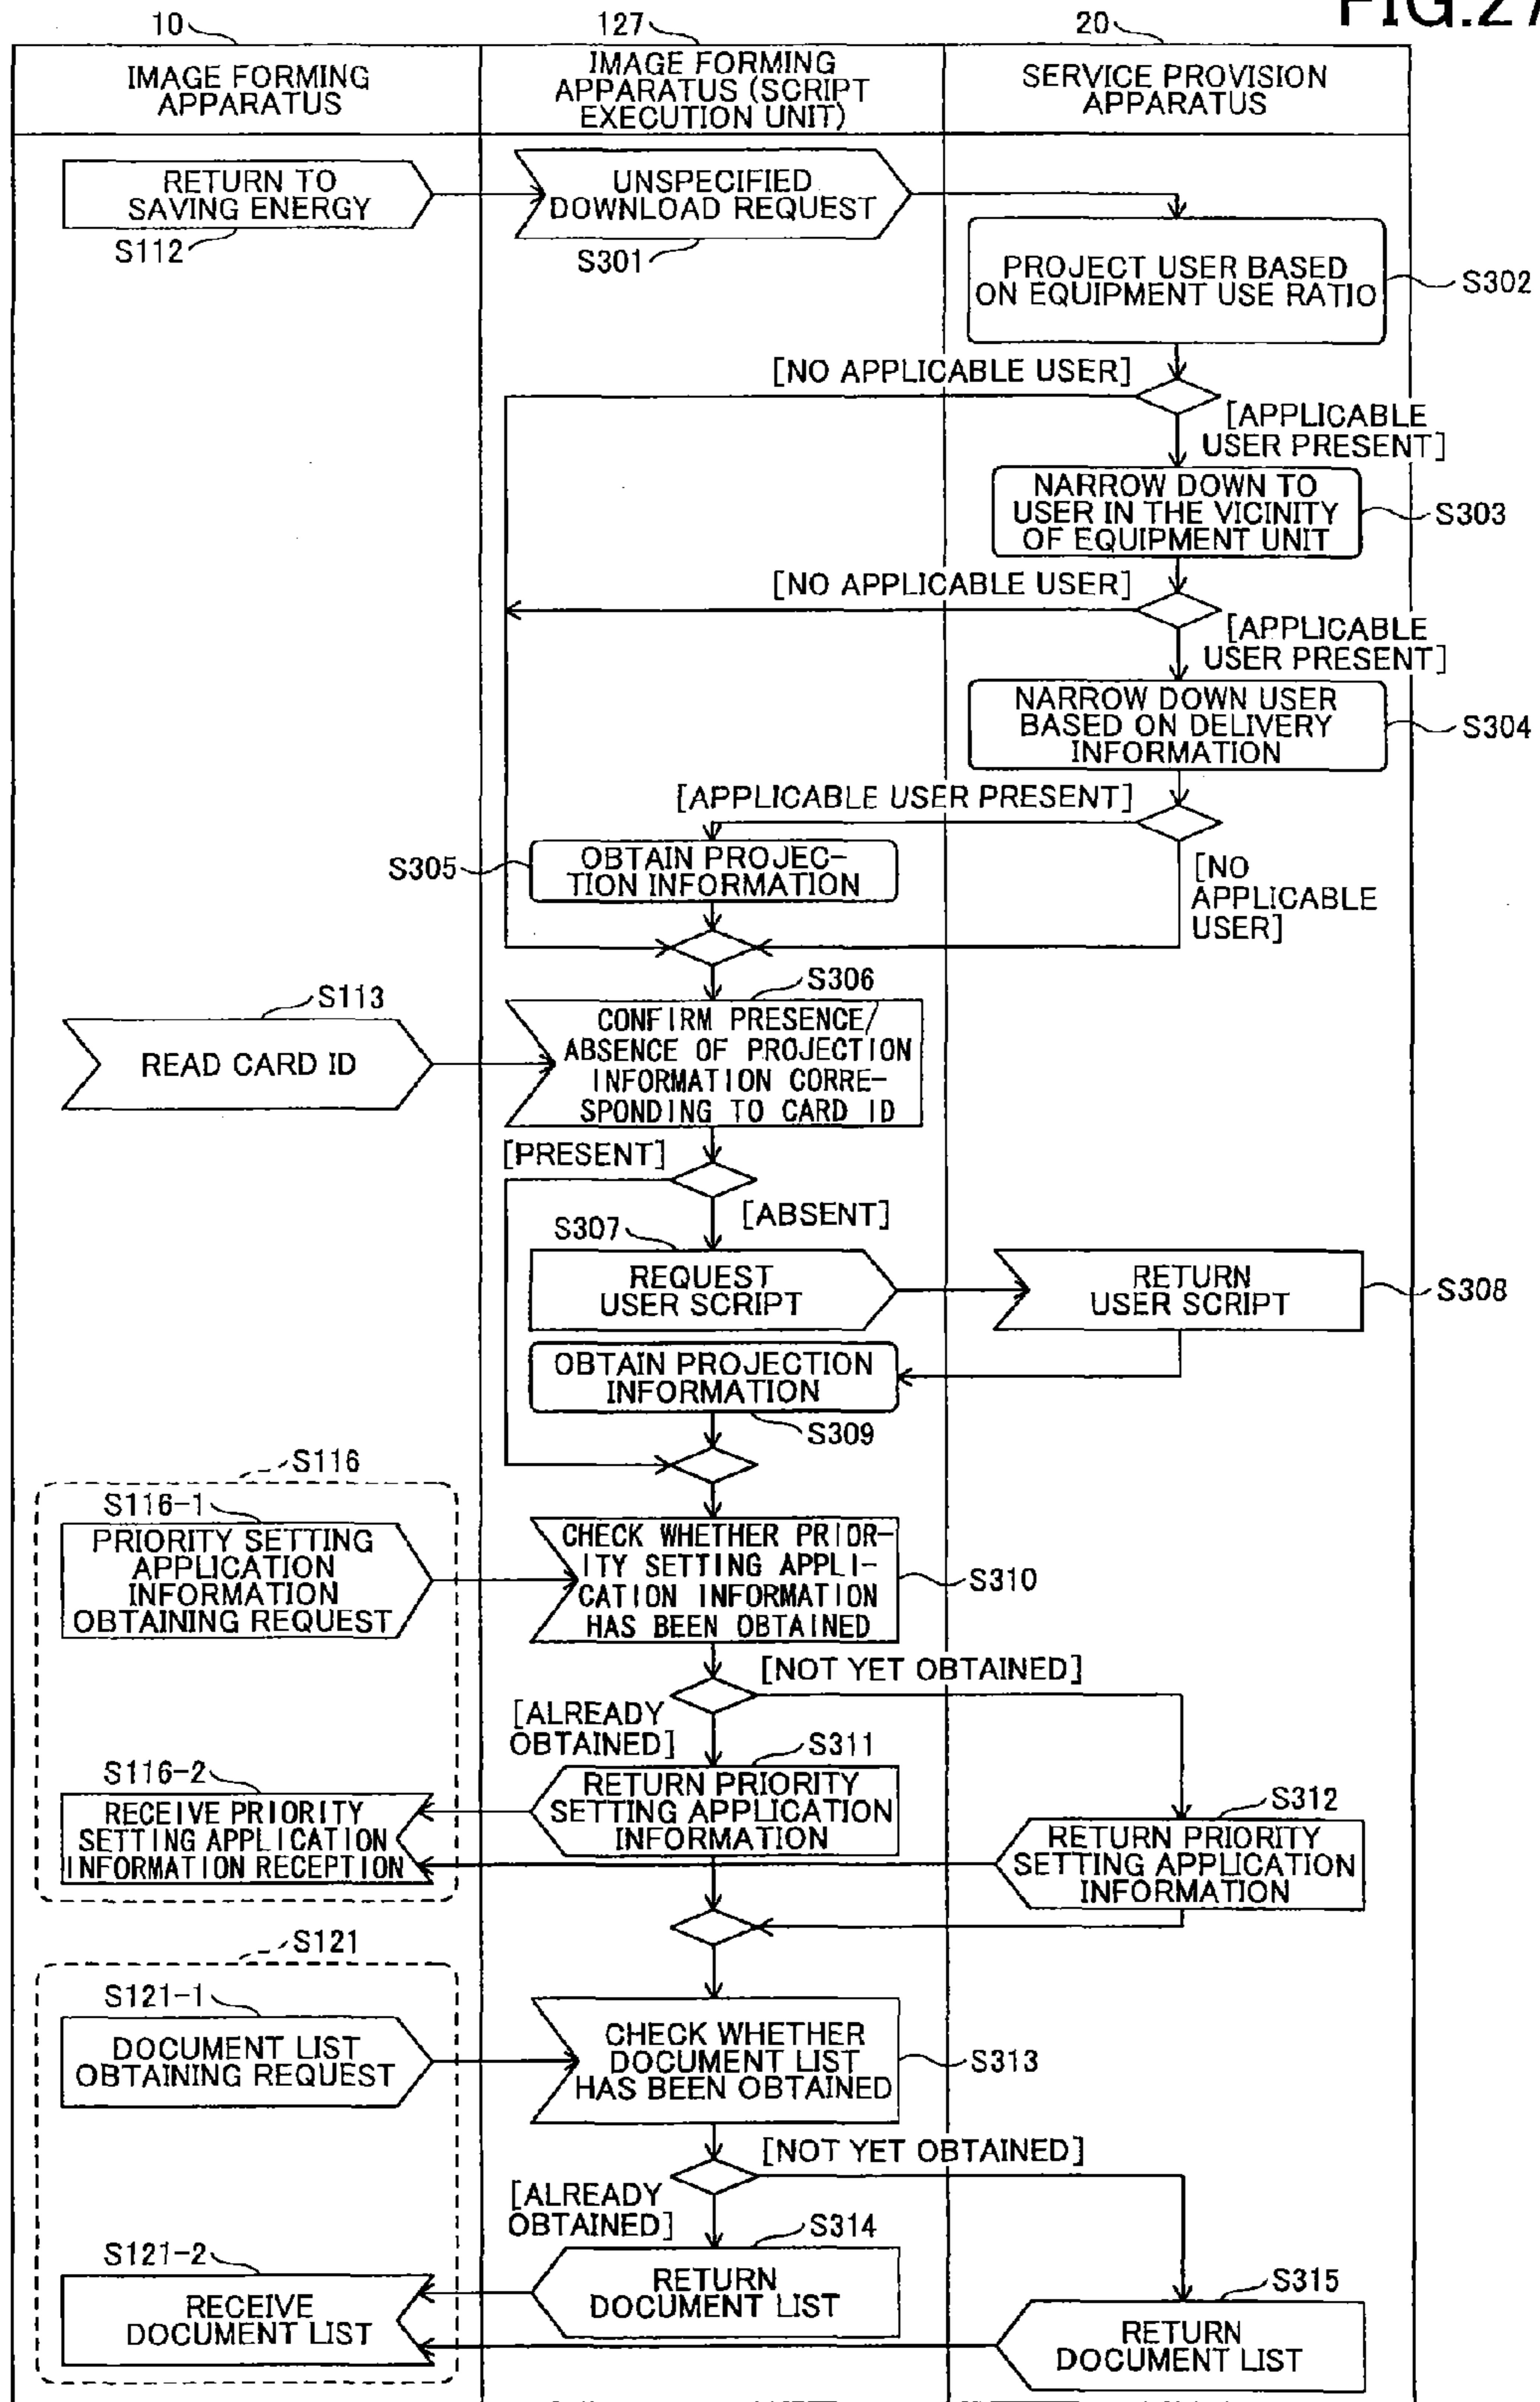 FIG.27
10
127
20
IMAGE FORMING
APPARATUS
IMAGE FORMING
APPARATUS (SCRIPT
EXECUTION UNIT)
SERVICE PROVISION
APPARATUS
RETURN TO
SAVING ENERGY
S112
UNSPECIFIED
DOWNLOAD REQUEST
S301
PROJECT USER BASED
ON EQUIPMENT USE RATIO
S302
[NO APPLICABLE USER]
[APPLICABLE
USER PRESENT]
NARROW DOWN TO
USER IN THE VICINITY
OF EQUIPMENT UNIT
S303
[NO APPLICABLE USER]
[APPLICABLE
USER PRESENT]
NARROW DOWN USER
BASED ON DELIVERY
INFORMATION
S304
[APPLICABLE USER PRESENT]
S305
OBTAIN PROJEC-
TION INFORMATION
[NO
APPLICABLE
USER]
S113
READ CARD ID
S306
CONFIRM PRESENCE/
ABSENCE OF PROJECTION
INFORMATION CORRE-
SPONDING TO CARD ID
[PRESENT]
[ABSENT]
S307
REQUEST
USER SCRIPT
RETURN
USER SCRIPT
S308
OBTAIN PROJECTION
INFORMATION
S309
S116
S116-1
PRIORITY SETTING
APPLICATION
INFORMATION
OBTAINING REQUEST
CHECK WHETHER PRIOR-
ITY SETTING APPLI-
CATION INFORMATION
HAS BEEN OBTAINED
S310
[NOT YET OBTAINED]
[ALREADY
OBTAINED]
S311
S116-2
RECEIVE PRIORITY
SETTING APPLICATION
INFORMATION RECEPTION
RETURN PRIORITY
SETTING APPLICATION
INFORMATION
S312
RETURN PRIORITY
SETTING APPLICATION
INFORMATION
S121
S121-1
DOCUMENT LIST
OBTAINING REQUEST
CHECK WHETHER
DOCUMENT LIST
HAS BEEN OBTAINED
S313
[NOT YET OBTAINED]
[ALREADY
OBTAINED]
S314
S121-2
RECEIVE
DOCUMENT LIST
RETURN
DOCUMENT LIST
S315
RETURN
DOCUMENT LIST